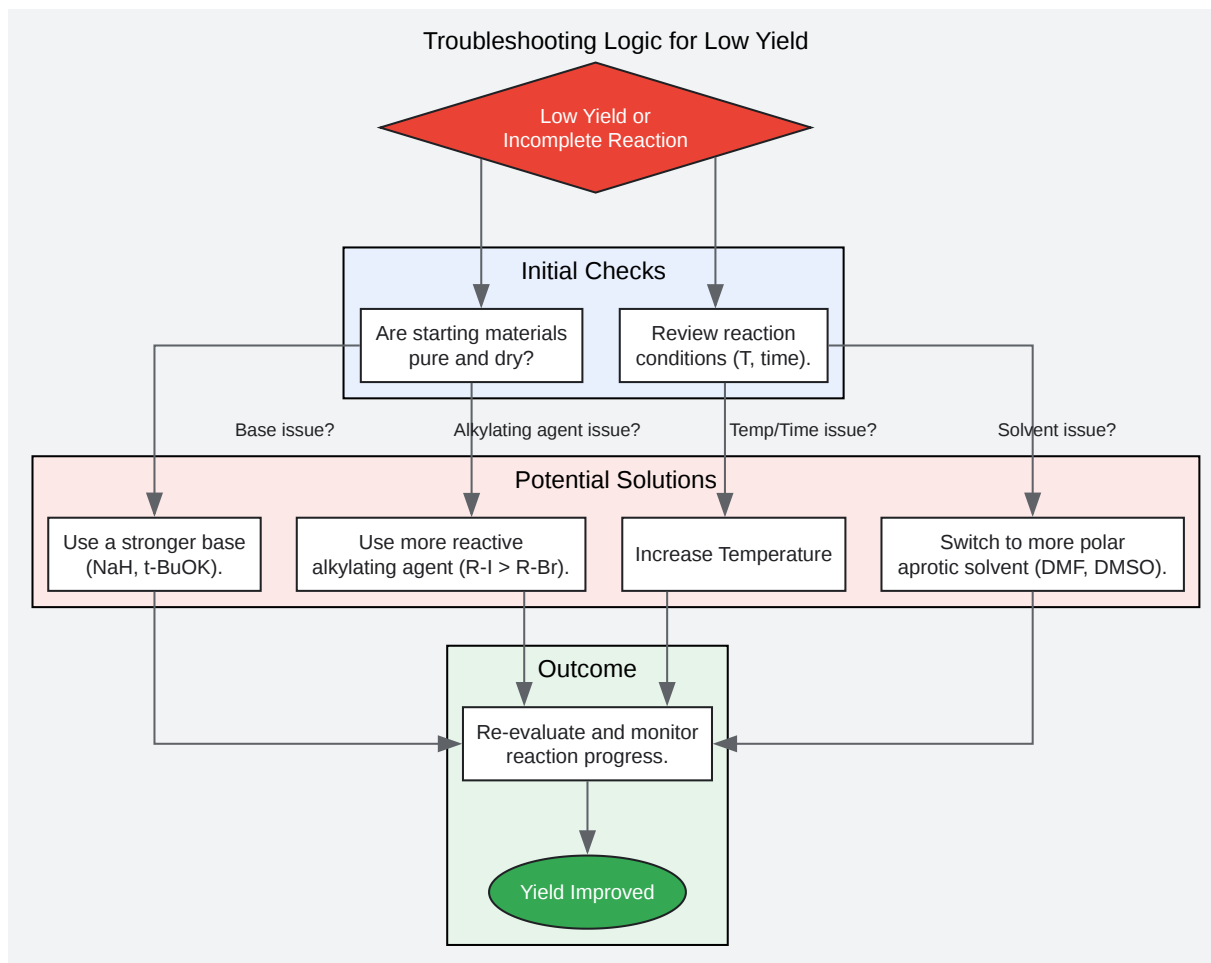 Troubleshooting Logic for Low Yield
Low Yield or
Incomplete Reaction
Initial Checks
Are starting materials
pure and dry?
Review reaction
conditions (T, time).
Base issue?
Alkylating agent issue?
Temp/Time issue?
Solvent issue?
Potential Solutions
Use a stronger base
(NaH, t-BuOK).
Use more reactive
alkylating agent (R-I > R-Br).
Increase Temperature
Switch to more polar
aprotic solvent (DMF, DMSO).
Outcome
Re-evaluate and monitor
reaction progress.
Yield Improved